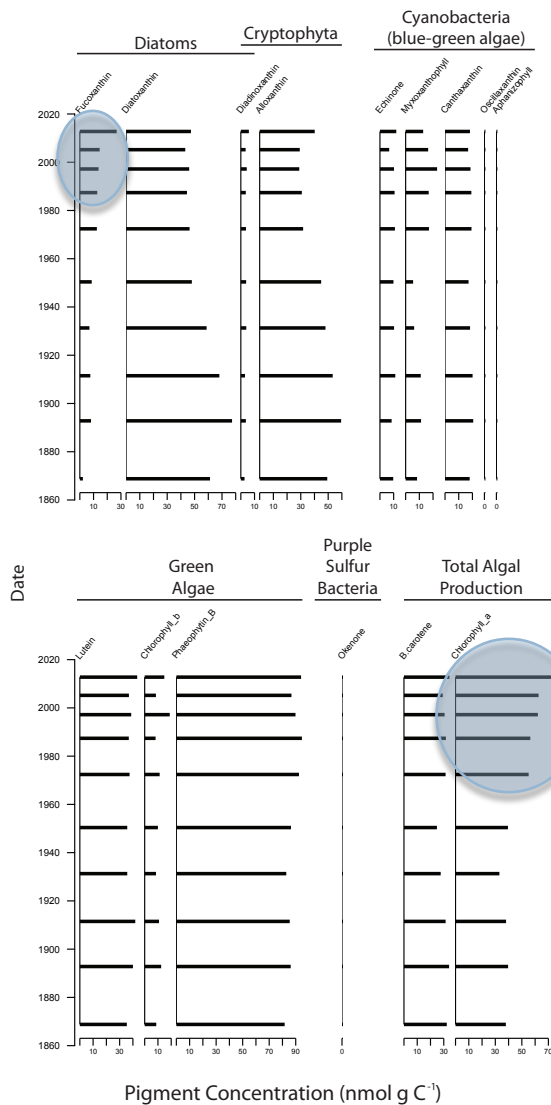 Diatoms
Cryptophyta
Cyanobacteria
(blue-green algae)
Fucoxanthin
Diatoxanthin
Diadinoxanthin
Alloxanthin
Echinone
Myxoxanthophyll
Canthaxanthin
Oscillaxanthin
Aphanizophyll
2020
2000
1980
1960
1940
1920
1900
1880
1860
10 30 10 30 50 70 10 10 30 50 10 10 10 0 0
Date
Green
Algae
Purple
Sulfur
Bacteria
Total Algal
Production
Lutein
Chlorophyll_b
Phaeophytin_B
Okenone
B.carotene
Chlorophyll_a
2020
2000
1980
1960
1940
1920
1900
1880
1860
10 30 10 10 30 50 70 90 0 10 30 10 30 50 70
Pigment Concentration (nmol g C⁻¹)